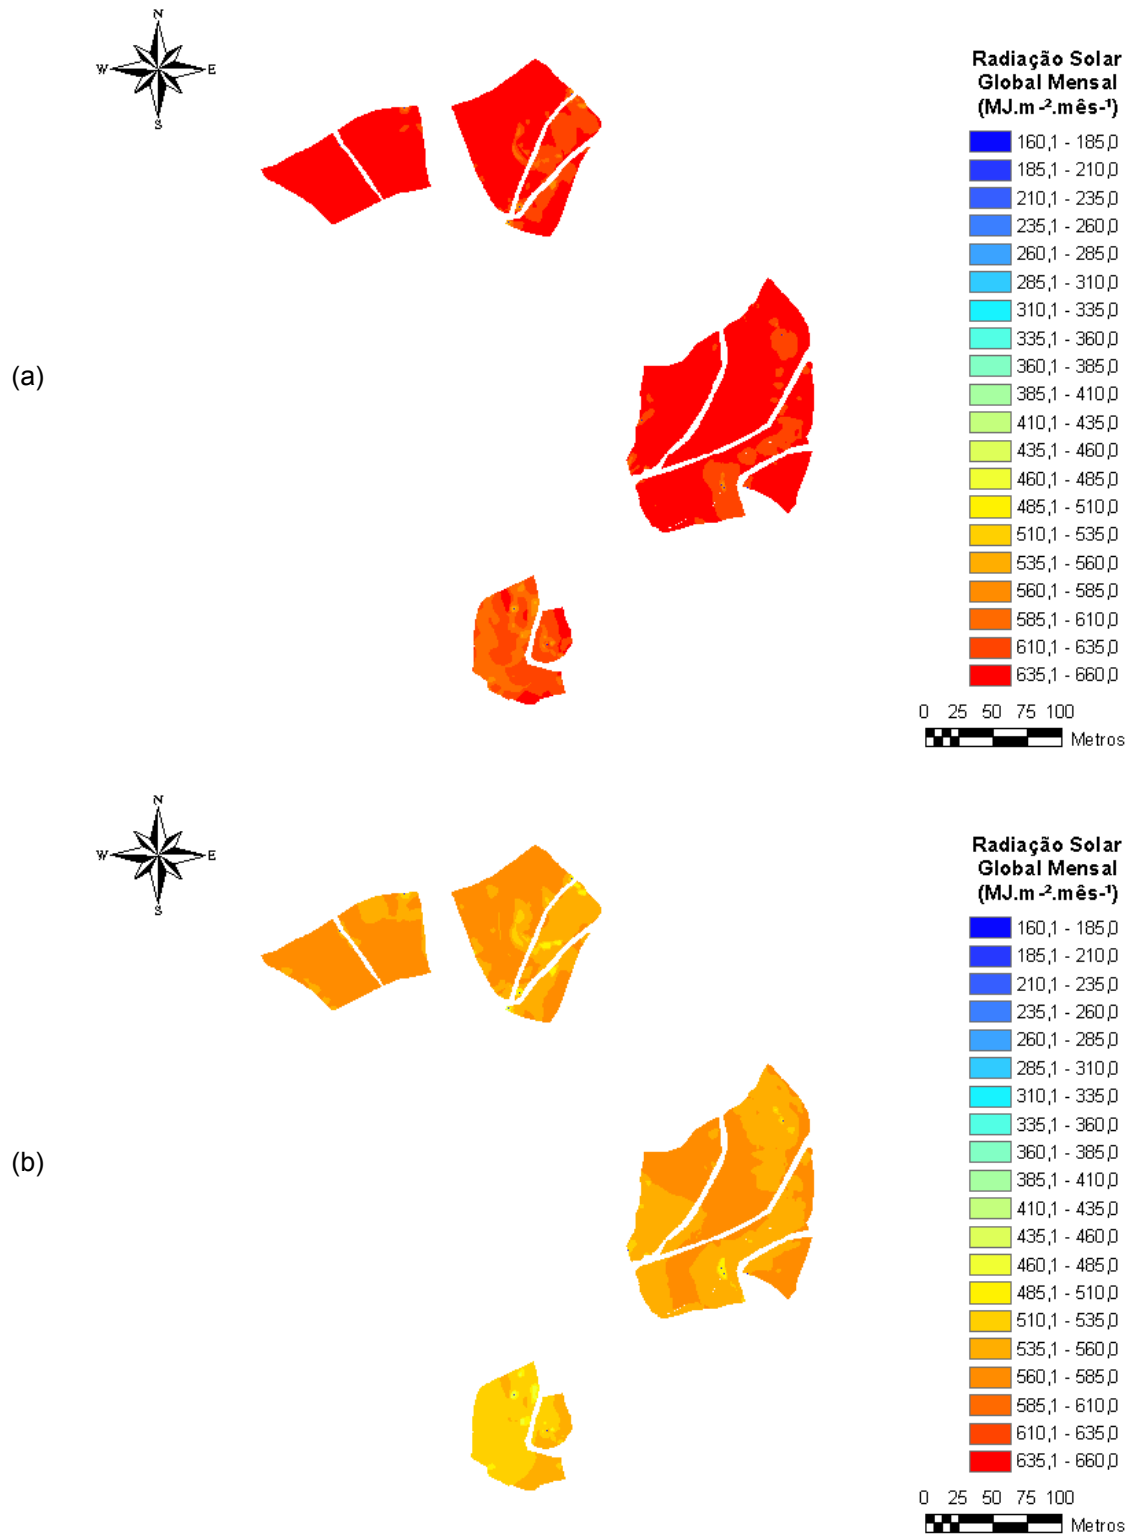 N
W
E
S
Radiação Solar
Global Mensal
(MJ.m-².mês-¹)
160,1 - 185,0
185,1 - 210,0
210,1 - 235,0
235,1 - 260,0
260,1 - 285,0
285,1 - 310,0
310,1 - 335,0
335,1 - 360,0
360,1 - 385,0
385,1 - 410,0
410,1 - 435,0
435,1 - 460,0
460,1 - 485,0
485,1 - 510,0
510,1 - 535,0
535,1 - 560,0
560,1 - 585,0
585,1 - 610,0
610,1 - 635,0
635,1 - 660,0
0 25 50 75 100
Metros
(a)
N
W
E
S
Radiação Solar
Global Mensal
(MJ.m-².mês-¹)
160,1 - 185,0
185,1 - 210,0
210,1 - 235,0
235,1 - 260,0
260,1 - 285,0
285,1 - 310,0
310,1 - 335,0
335,1 - 360,0
360,1 - 385,0
385,1 - 410,0
410,1 - 435,0
435,1 - 460,0
460,1 - 485,0
485,1 - 510,0
510,1 - 535,0
535,1 - 560,0
560,1 - 585,0
585,1 - 610,0
610,1 - 635,0
635,1 - 660,0
0 25 50 75 100
Metros
(b)